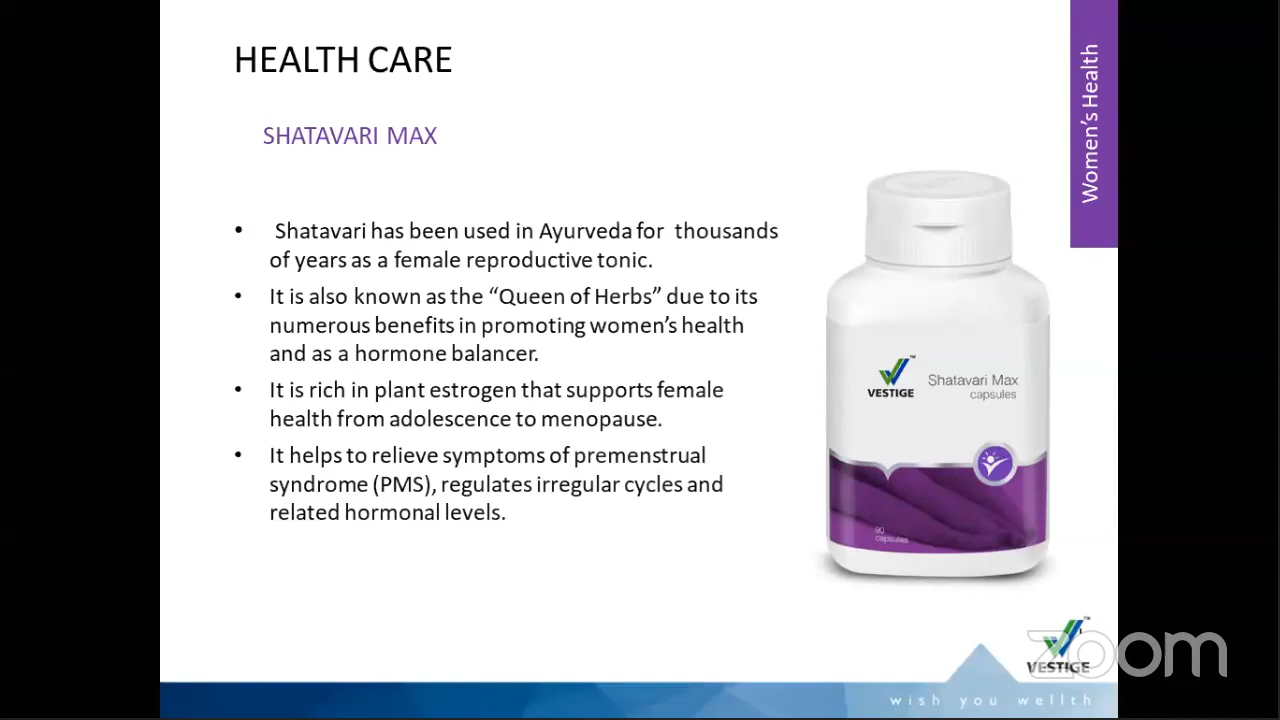 HEALTH CARE
Women's Health
SHATAVARI MAX
• Shatavari has been used in Ayurveda for thousands
of years as a female reproductive tonic.
• It is also known as the “Queen of Herbs” due to its
numerous benefits in promoting women’s health
and as a hormone balancer.
• It is rich in plant estrogen that supports female
health from adolescence to menopause.
• It helps to relieve symptoms of premenstrual
syndrome (PMS), regulates irregular cycles and
related hormonal levels.
TM
VESTIGE
Shatavari Max
capsules
90
capsules
TM
VESTIGE
zoom
wish you wellth